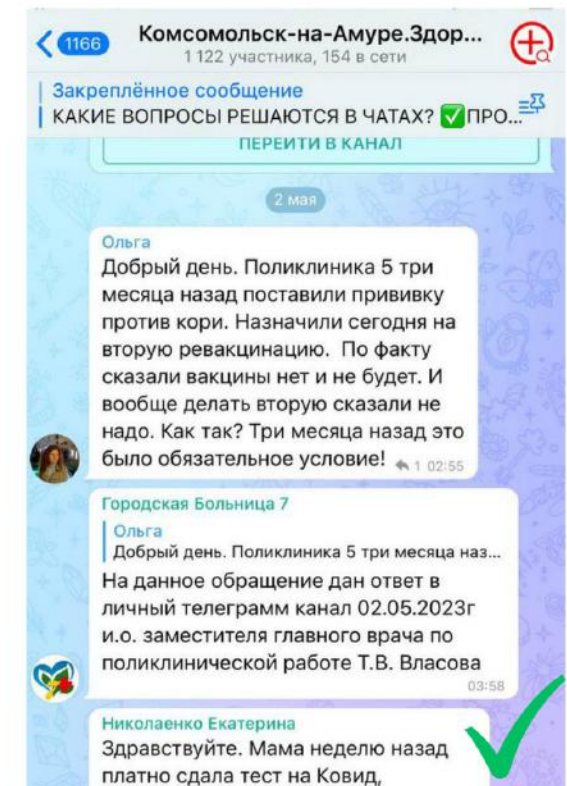 1166
Комсомольск-на-Амуре.Здор...
1 122 участника, 154 в сети
Закреплённое сообщение
КАКИЕ ВОПРОСЫ РЕШАЮТСЯ В ЧАТАХ? ✅ПРО...
ПЕРЕЙТИ В КАНАЛ
2 мая
Ольга
Добрый день. Поликлиника 5 три
месяца назад поставили прививку
против кори. Назначили сегодня на
вторую ревакцинацию. По факту
сказали вакцины нет и не будет. И
вообще делать вторую сказали не
надо. Как так? Три месяца назад это
было обязательное условие!
1 02:55
Городская Больница 7
Ольга
Добрый день. Поликлиника 5 три месяца наз...
На данное обращение дан ответ в
личный телеграмм канал 02.05.2023г
и.о. заместителя главного врача по
поликлинической работе Т.В. Власова
03:58
Николаенко Екатерина
Здравствуйте. Мама неделю назад
платно сдала тест на Ковид,